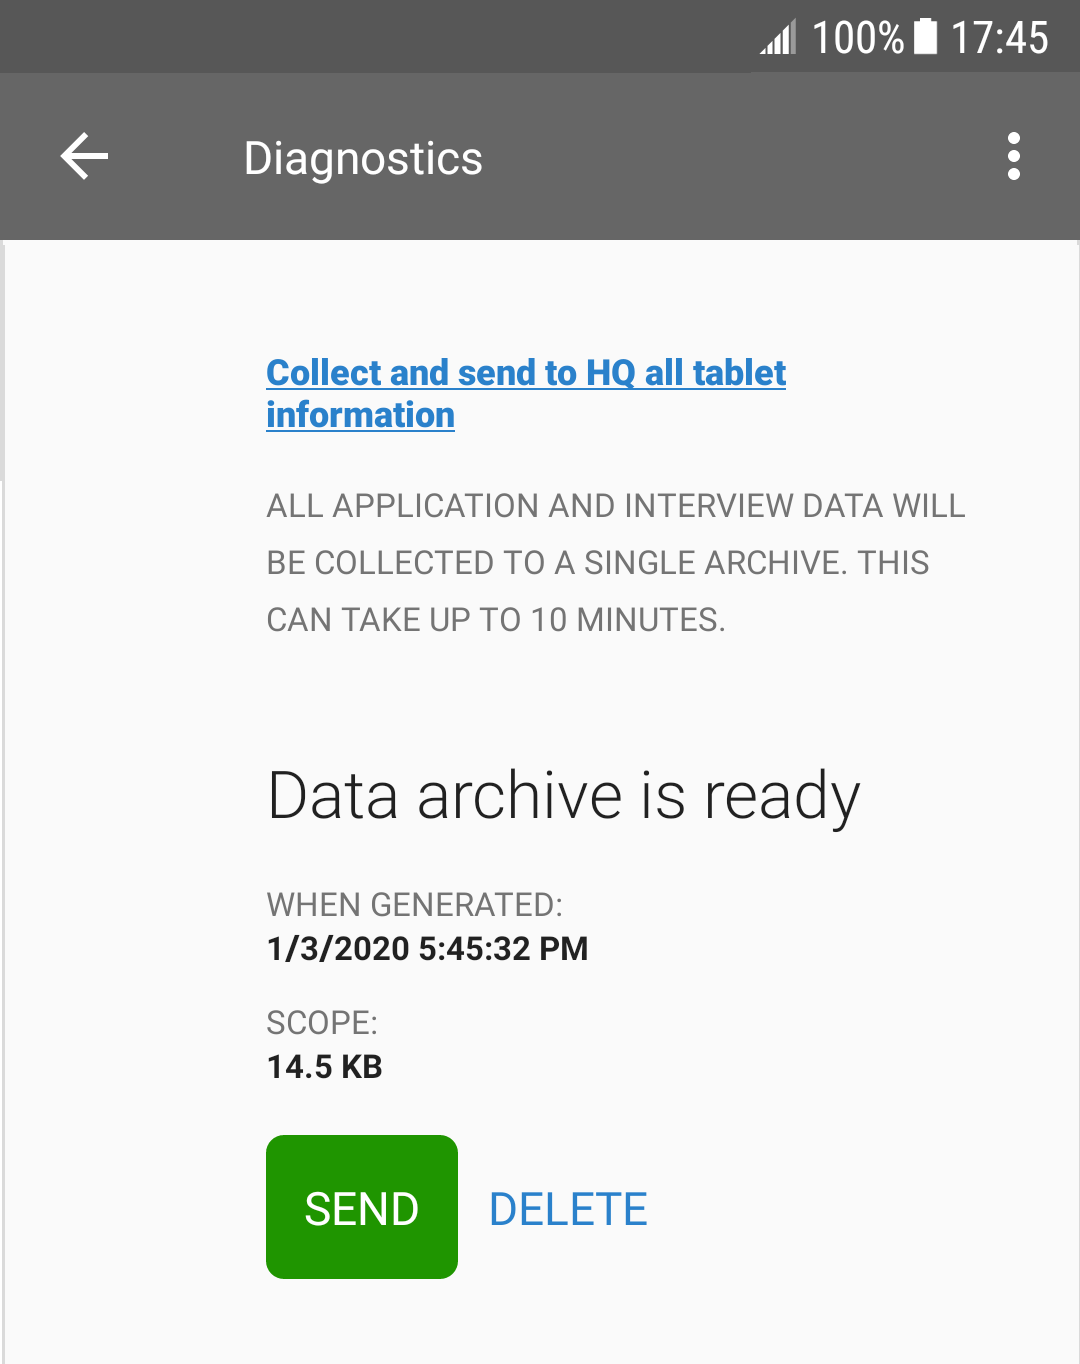 100% 17:45
Diagnostics
Collect and send to HQ all tablet
information
ALL APPLICATION AND INTERVIEW DATA WILL
BE COLLECTED TO A SINGLE ARCHIVE. THIS
CAN TAKE UP TO 10 MINUTES.
Data archive is ready
WHEN GENERATED:
1/3/2020 5:45:32 PM
SCOPE:
14.5 KB
SEND DELETE